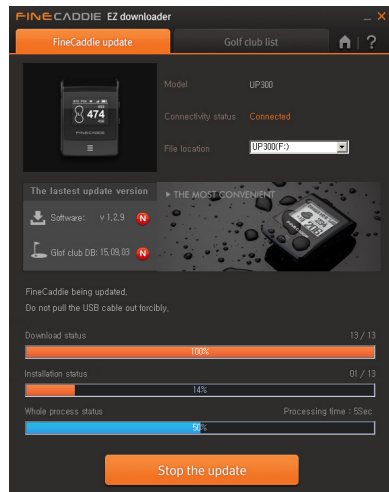 FINECADDIE EZ downloader
FineCaddie update
Golf club list
?
474
FINECADDIE
Model UP300
Connectivity status Connected
File location UP300(F:)
The lastest update version
Software: v 1,2,9 N
Glof club DB: 15,09,03 N
THE MOST CONVENIENT
FineCaddie being updated,
Do not pull the USB cable out forcibly,
Download status 13 / 13
100%
Installation status 01 / 13
14%
Whole process status Processing time : 5Sec
50%
Stop the update